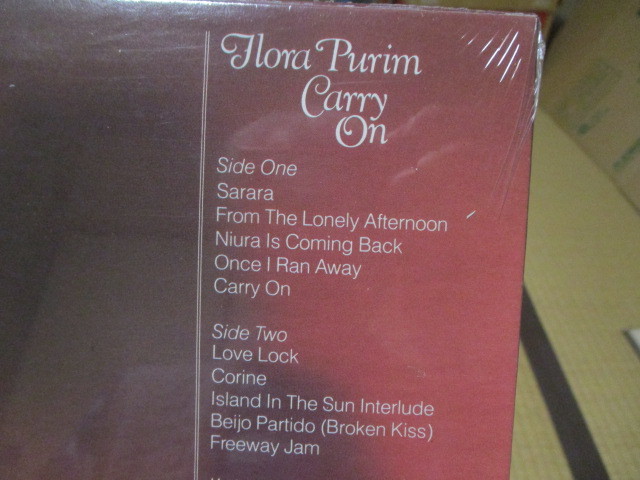 Flora Purim
Carry
On
Side One
Sarara
From The Lonely Afternoon
Niura Is Coming Back
Once I Ran Away
Carry On
Side Two
Love Lock
Corine
Island In The Sun Interlude
Beijo Partido (Broken Kiss)
Freeway Jam